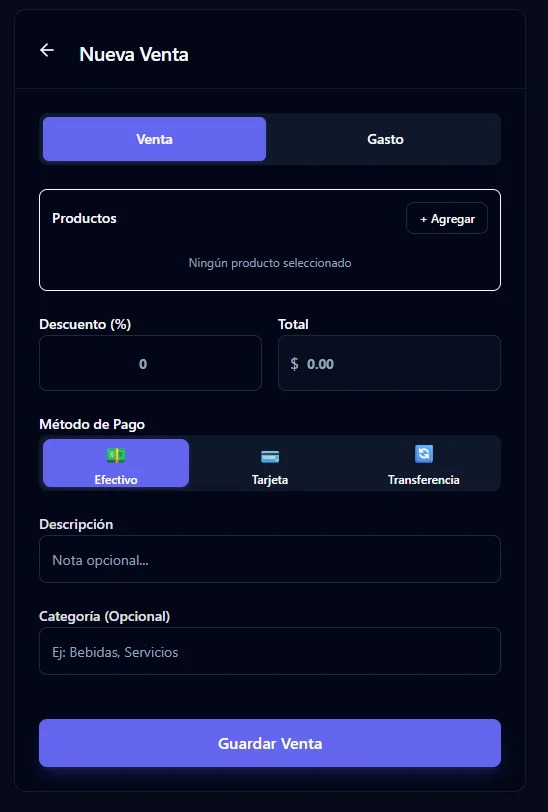 Nueva Venta
Venta Gasto
Productos + Agregar
Ningún producto seleccionado
Descuento (%) Total
0 $ 0.00
Método de Pago
Efectivo Tarjeta Transferencia
Descripción
Nota opcional...
Categoría (Opcional)
Ej: Bebidas, Servicios
Guardar Venta